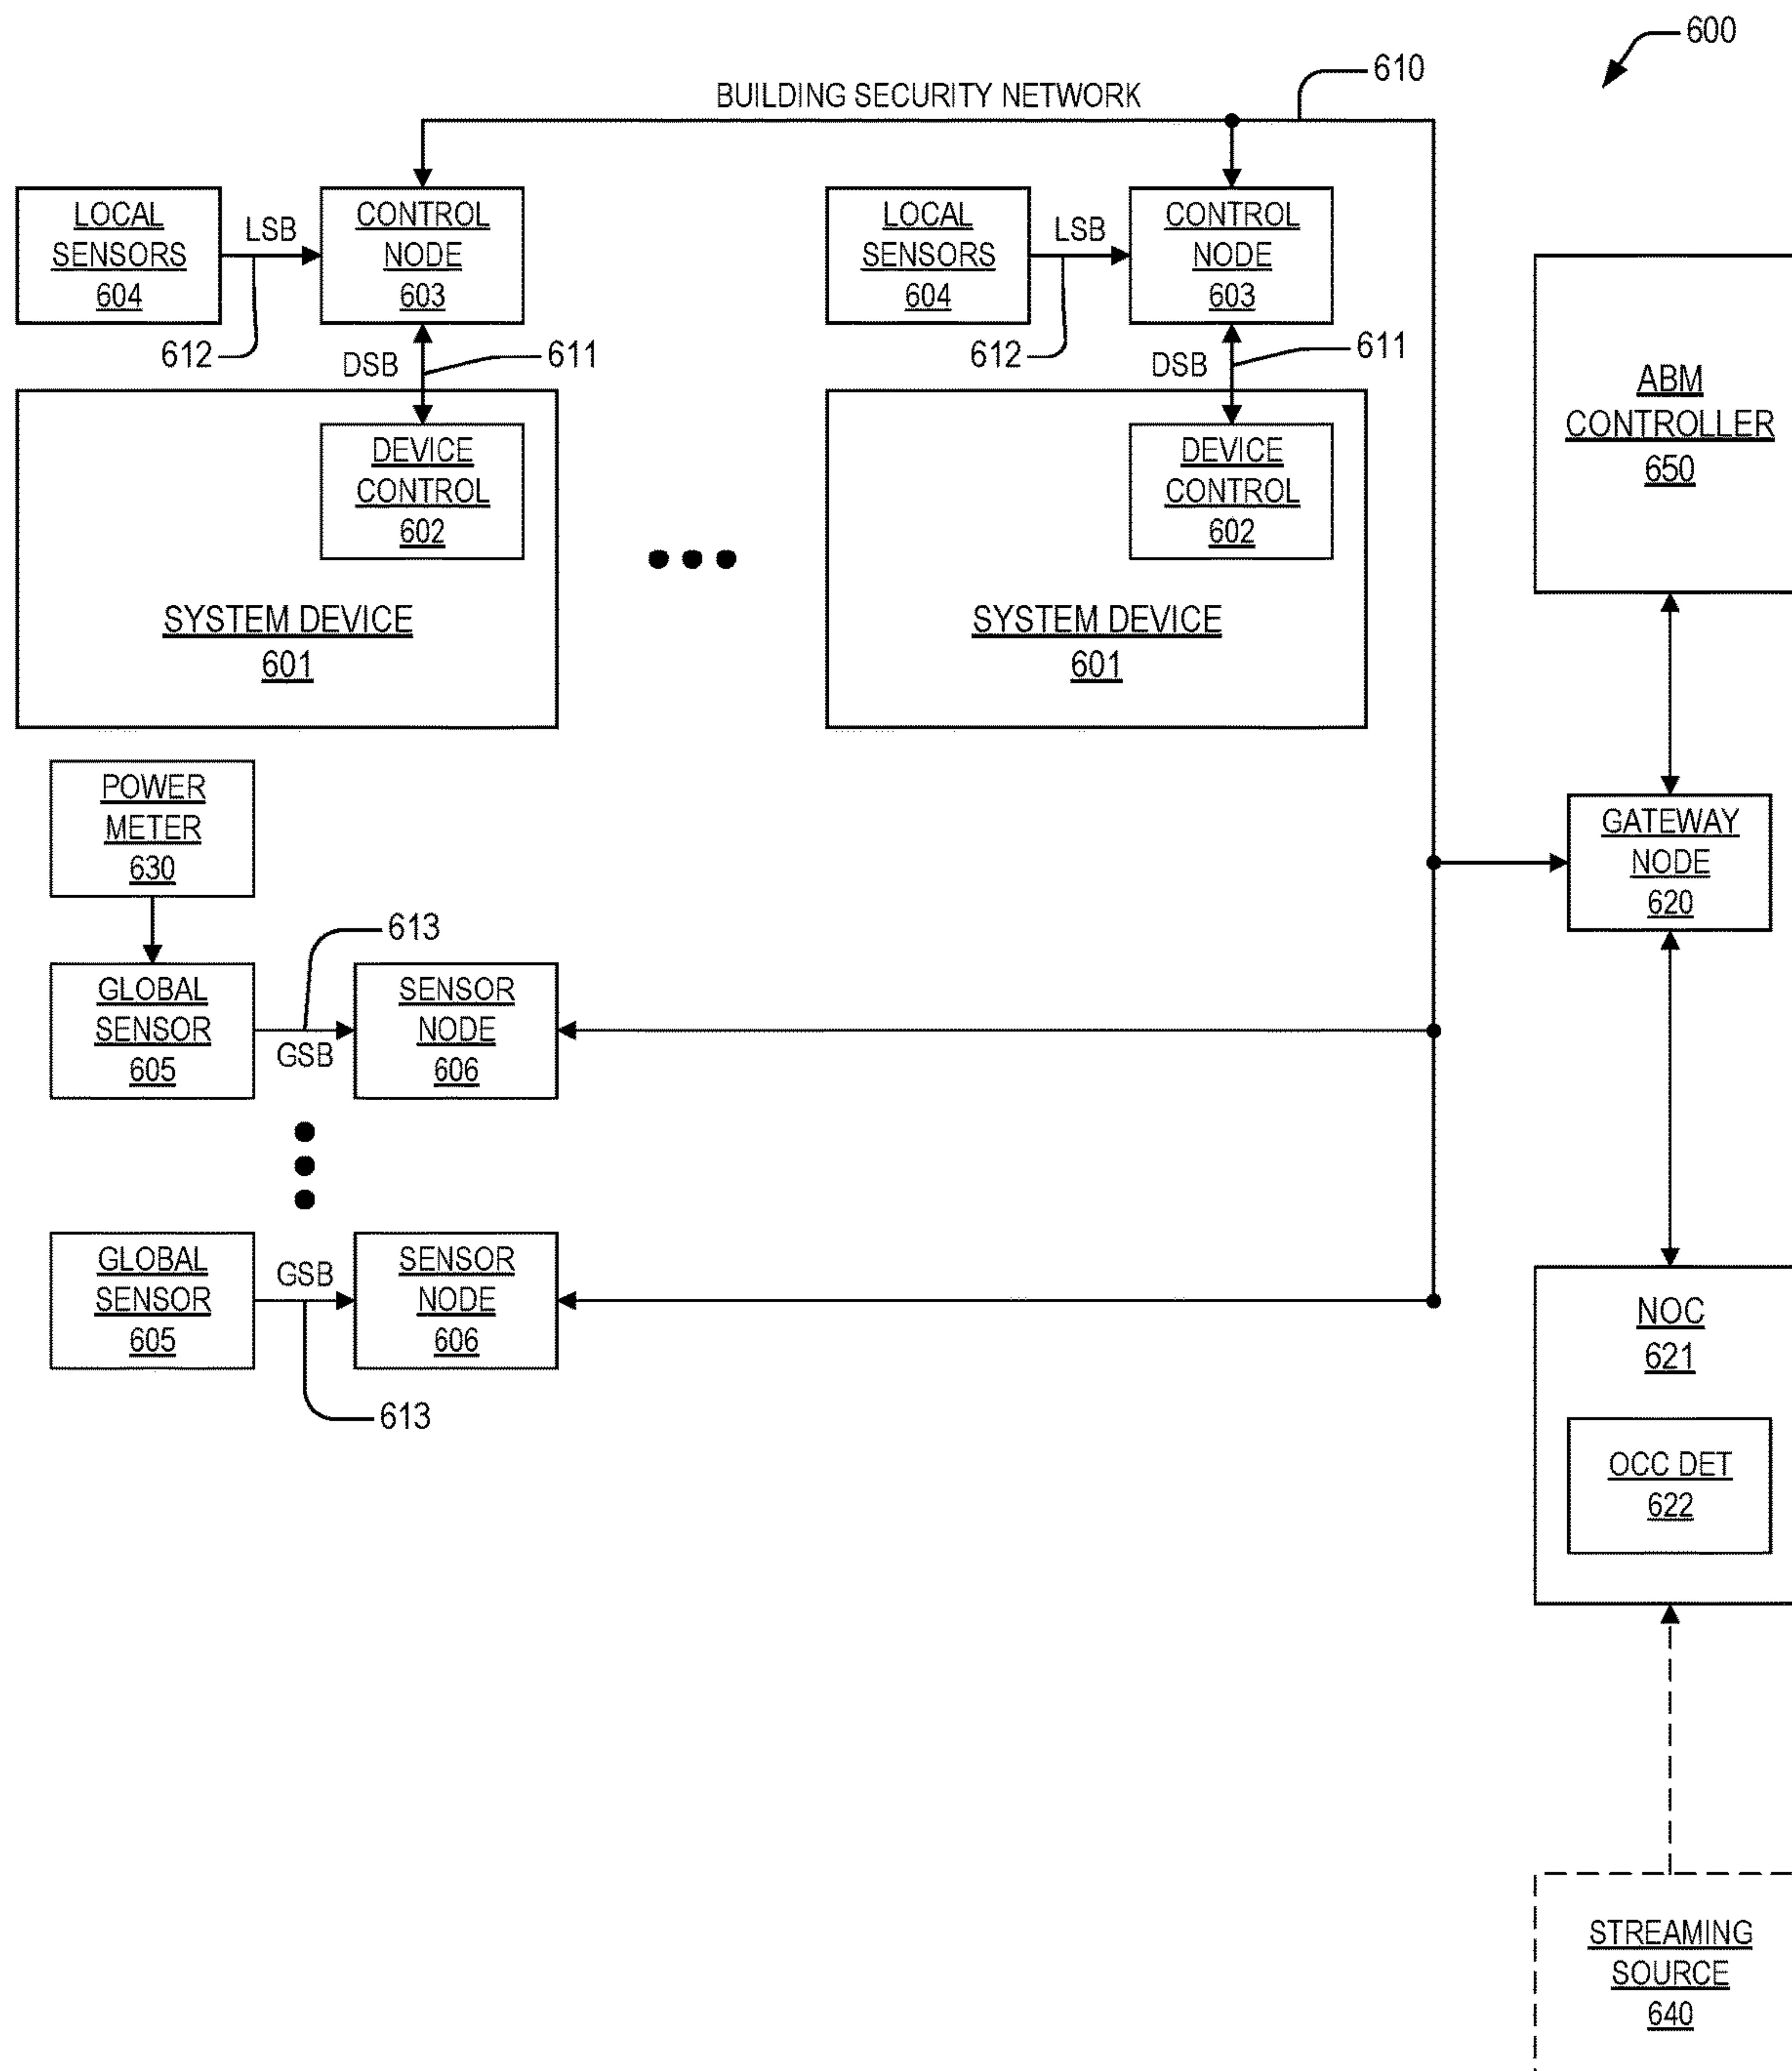 600
610
BUILDING SECURITY NETWORK
LOCAL
SENSORS
604
LSB
612
CONTROL
NODE
603
DSB
611
DEVICE
CONTROL
602
SYSTEM DEVICE
601
LOCAL
SENSORS
604
LSB
612
CONTROL
NODE
603
DSB
611
DEVICE
CONTROL
602
SYSTEM DEVICE
601
ABM
CONTROLLER
650
GATEWAY
NODE
620
POWER
METER
630
613
GLOBAL
SENSOR
605
GSB
SENSOR
NODE
606
GLOBAL
SENSOR
605
GSB
SENSOR
NODE
606
613
NOC
621
OCC DET
622
STREAMING
SOURCE
640